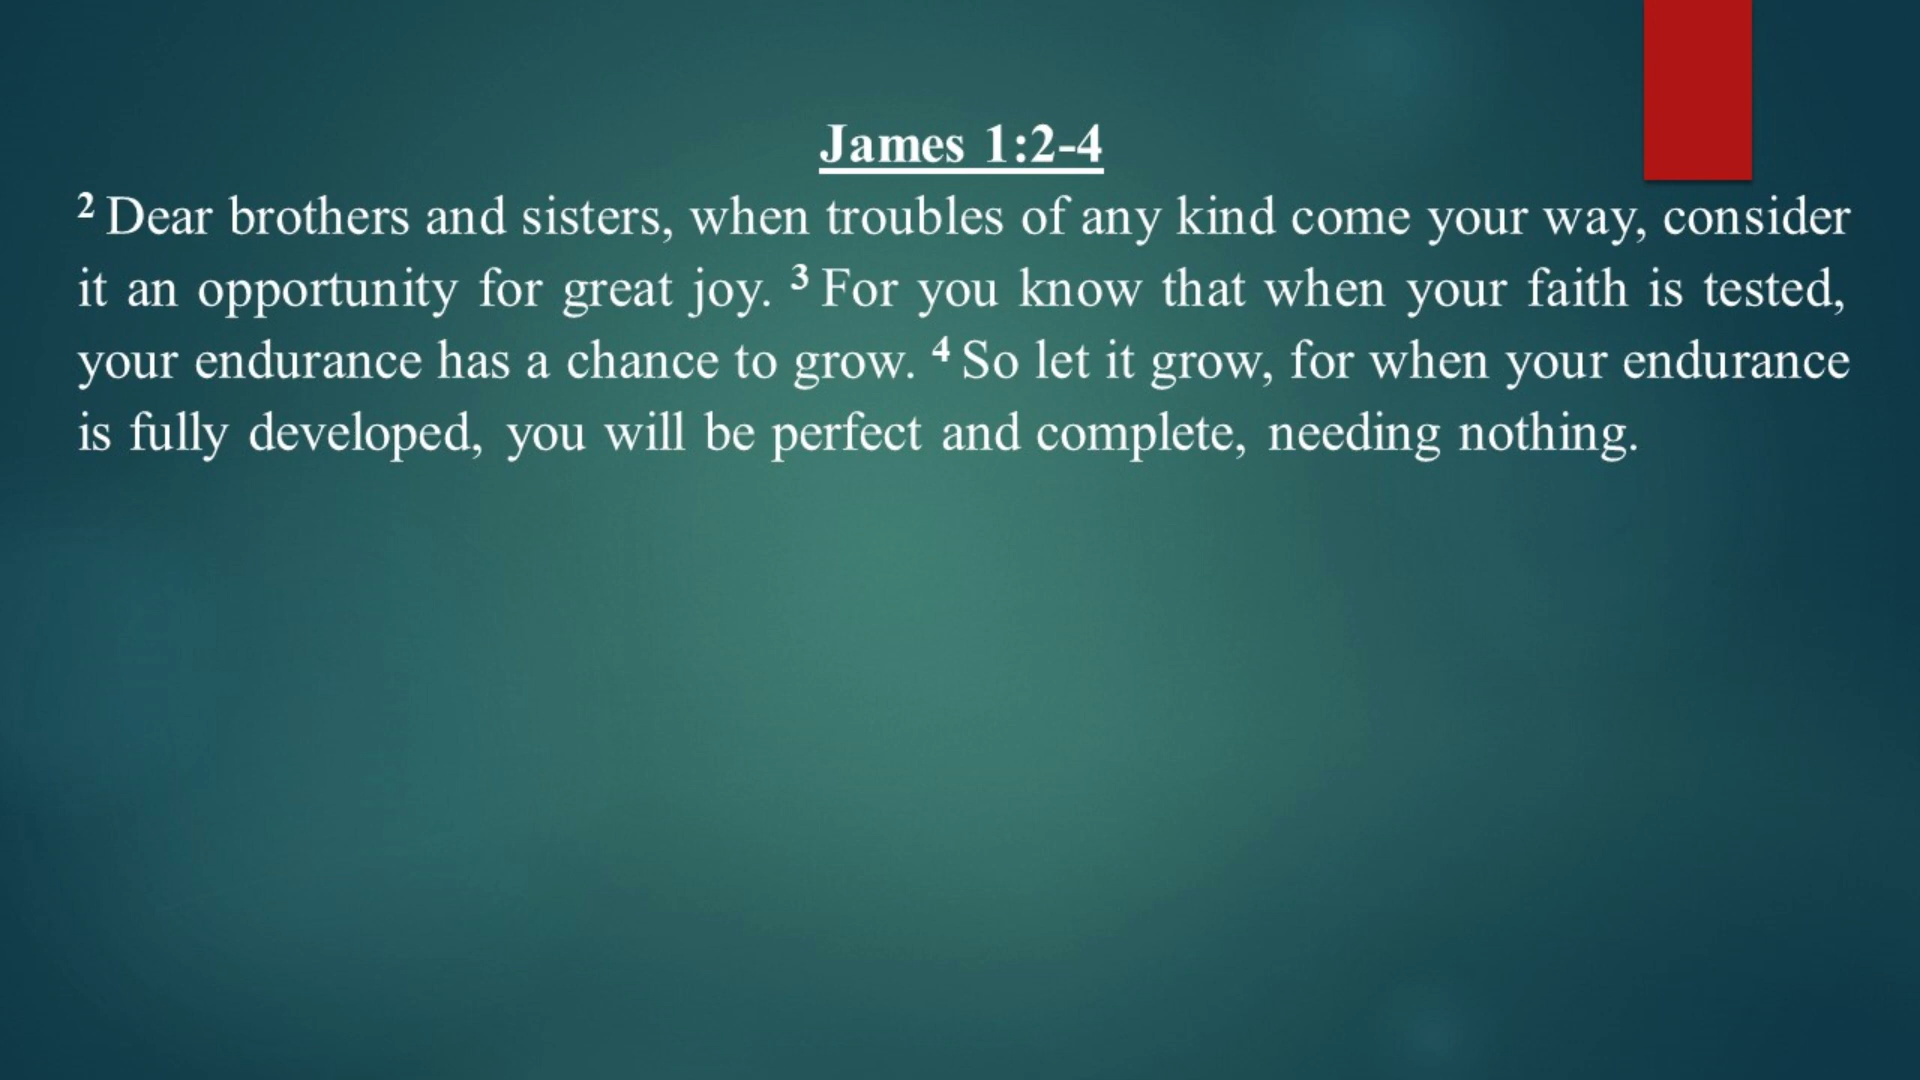 James 1:2-4
2 Dear brothers and sisters, when troubles of any kind come your way, consider
it an opportunity for great joy. 3 For you know that when your faith is tested,
your endurance has a chance to grow. 4 So let it grow, for when your endurance
is fully developed, you will be perfect and complete, needing nothing.